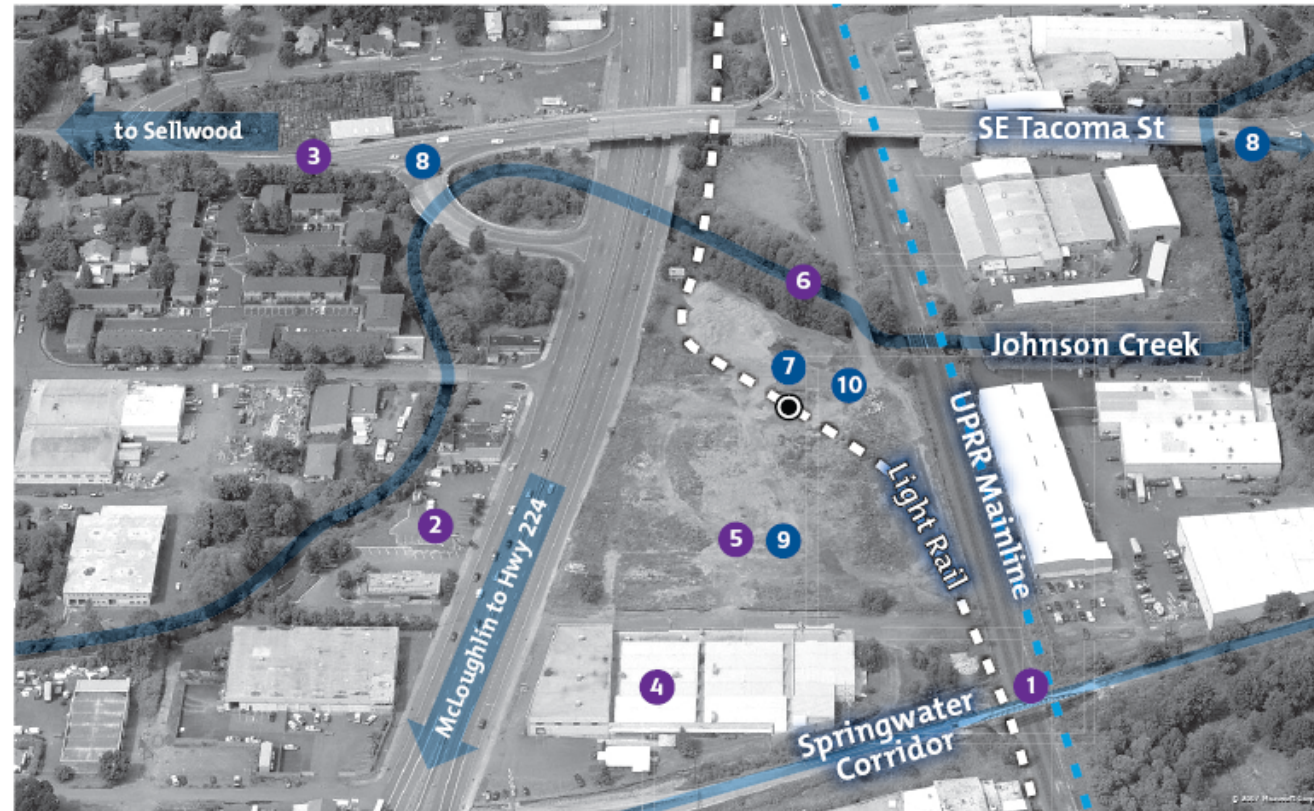 to Sellwood
3
8
SE Tacoma St
8
6
Johnson Creek
7
10
UPRR Mainline
Light Rail
2
McLoughlin to Hwy 224
5
9
4
1
Springwater
Corridor